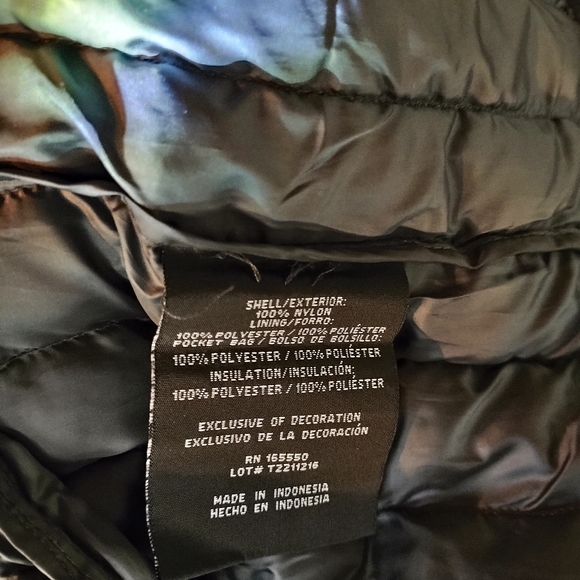 SHELL/EXTERIOR:
100% NYLON
LINING/FORRO:
100% POLYESTER / 100% POLIÉSTER
POCKET BAG / BOLSO DE BOLSILLO:
100% POLYESTER / 100% POLIÉSTER
INSULATION/INSULACIÓN:
100% POLYESTER / 100% POLIÉSTER
EXCLUSIVE OF DECORATION
EXCLUSIVO DE LA DECORACIÓN
RN 165550
LOT# T2211216
MADE IN INDONESIA
HECHO EN INDONESIA